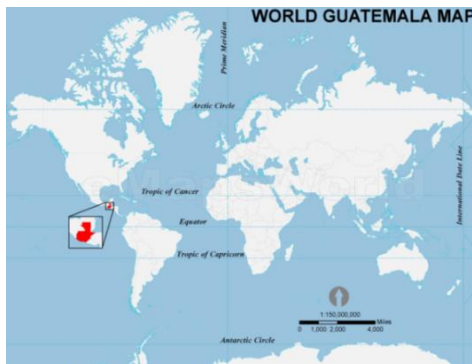 WORLD GUATEMALA MAP
Prime Meridian
Arctic Circle
International Date Line
Tropic of Cancer
Equator
Tropic of Capricorn
1:150,000,000
Miles
0 1,000 2,000 4,000
Antarctic Circle